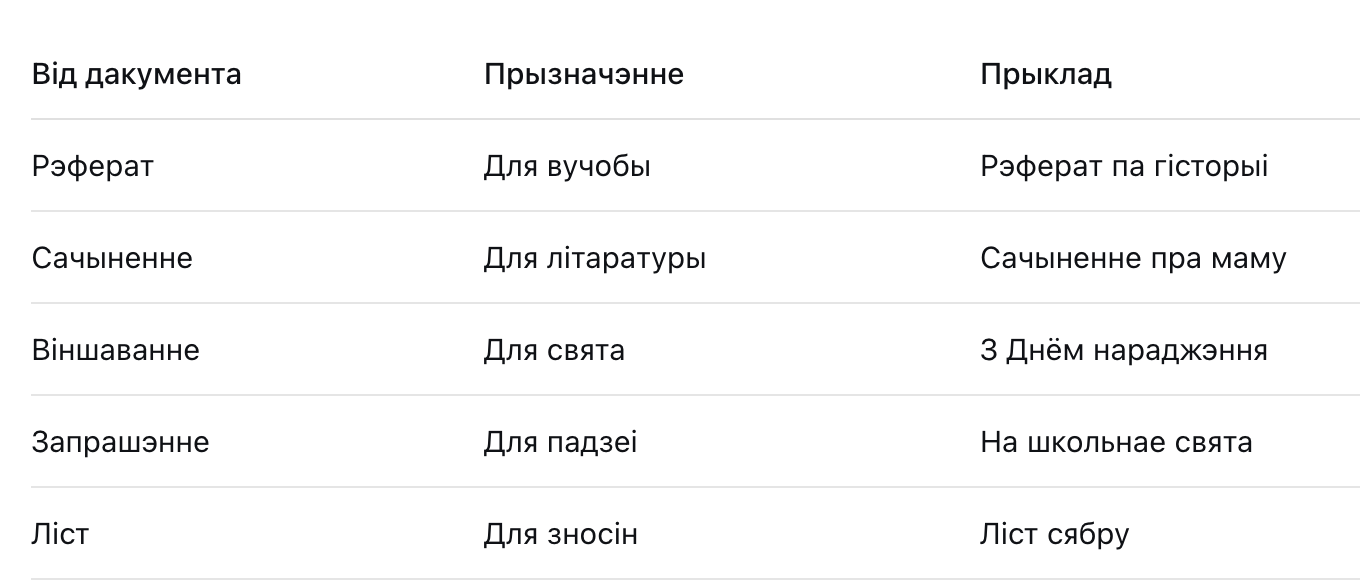 Від дакумента Прызначэнне Прыклад
Рэферат Для вучобы Рэферат па гісторыі
Сачыненне Для літаратуры Сачыненне пра маму
Віншаванне Для свята З Днём нараджэння
Запрашэнне Для падзеі На школьнае свята
Ліст Для зносін Ліст сябру